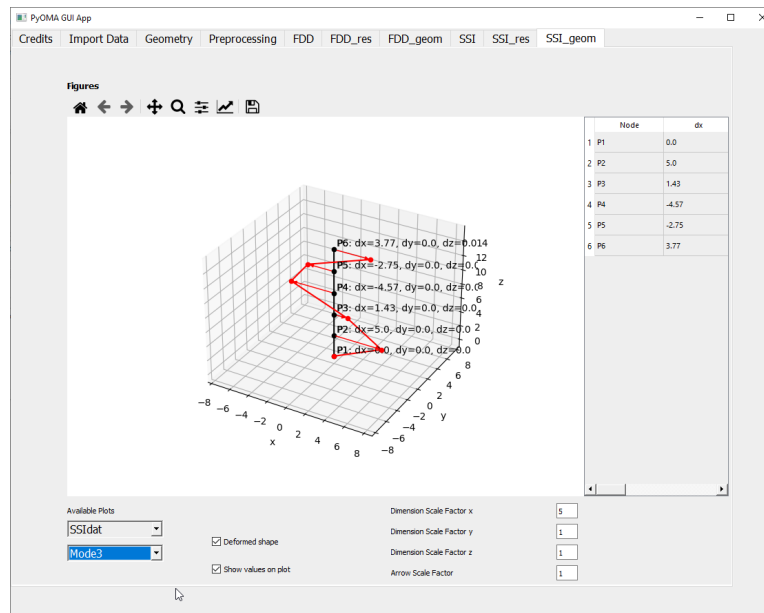 PyOMA GUI App
Credits Import Data Geometry Preprocessing FDD FDD_res FDD_geom SSI SSI_res SSI_geom
Figures
Node dx
1 P1 0.0
2 P2 5.0
3 P3 1.43
4 P4 -4.57
5 P5 -2.75
6 P6 3.77
P6: dx=3.77, dy=0.0, dz=0.014
P5: dx=-2.75, dy=0.0, dz=0.0
P4: dx=-4.57, dy=0.0, dz=0.0
P3: dx=1.43, dy=0.0, dz=0.0
P2: dx=5.0, dy=0.0, dz=0.0
P1: dx=0.0, dy=0.0, dz=0.0
12
10
8
6
4
2
0
z
−8 −6 −4 −2 0 2 4 6 8
x
−8 −6 −4 −2 0 2 4 6 8
y
Available Plots
SSIdat
Mode3
Deformed shape
Show values on plot
Dimension Scale Factor x 5
Dimension Scale Factor y 1
Dimension Scale Factor z 1
Arrow Scale Factor 1